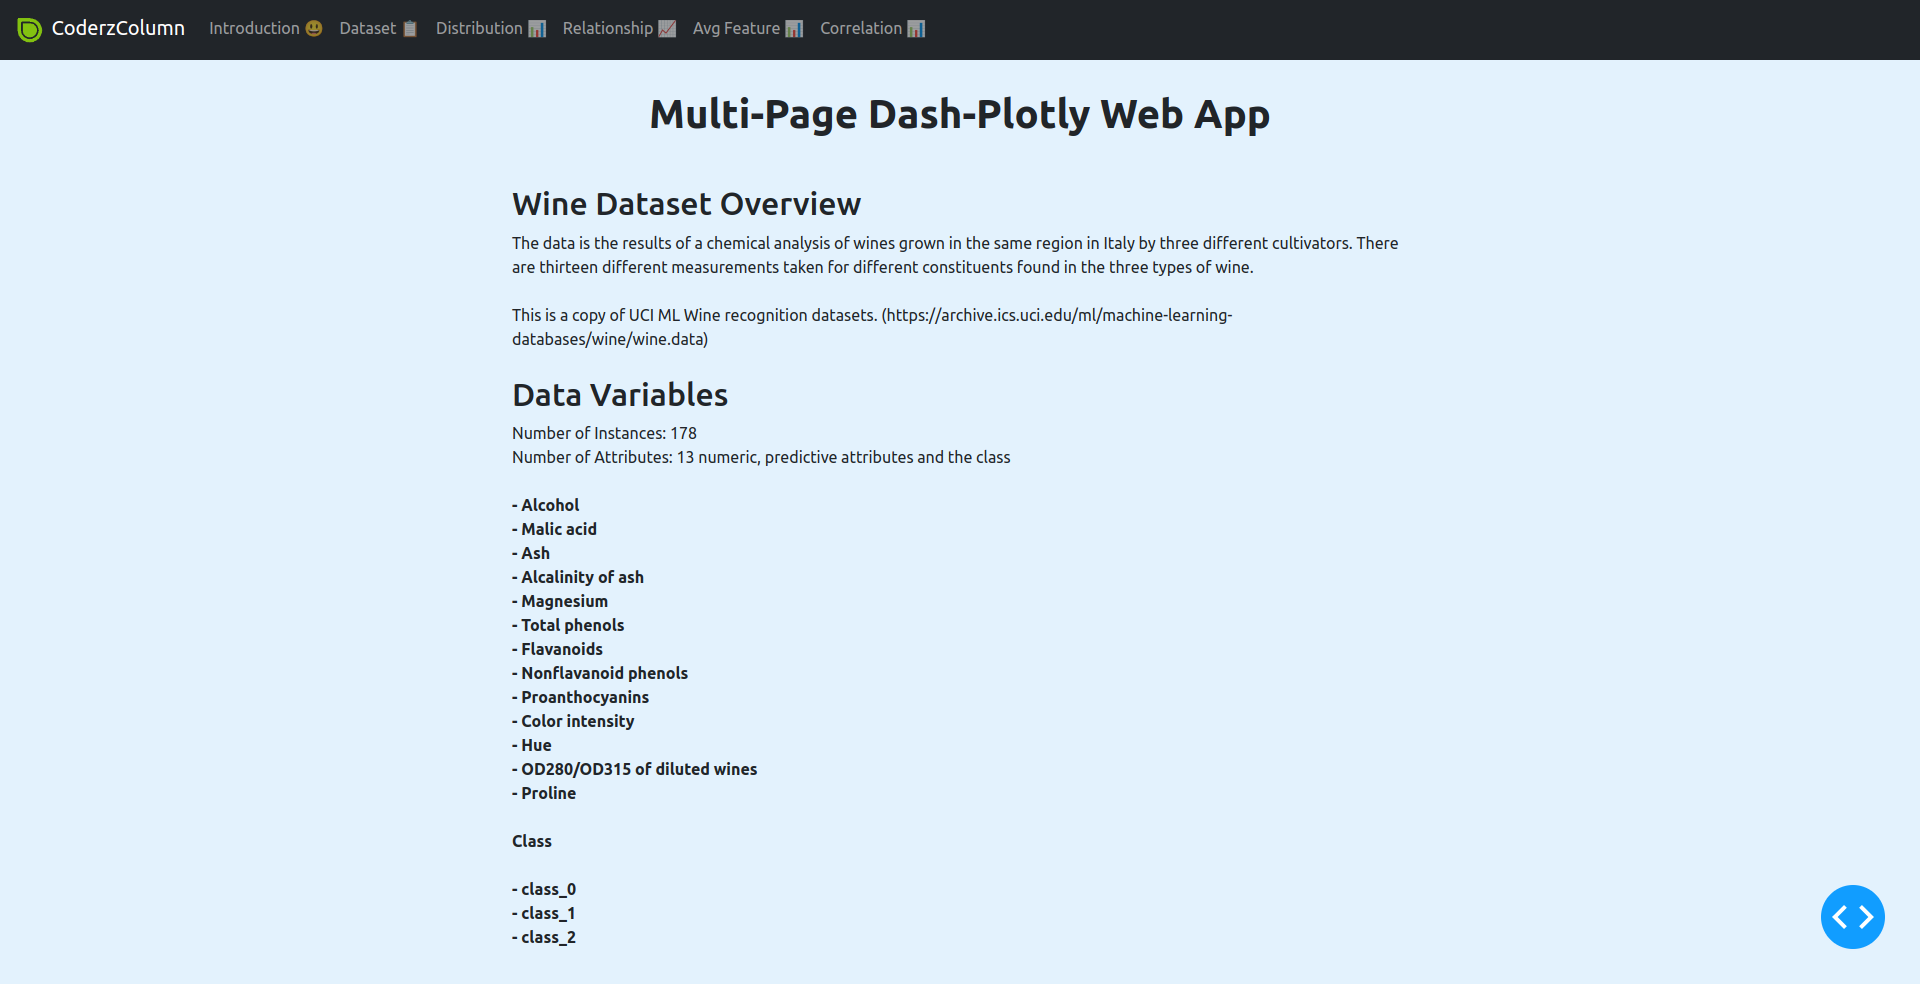 CoderzColumn Introduction 😃 Dataset 📋 Distribution 📊 Relationship 📈 Avg Feature 📊 Correlation 📊
Multi-Page Dash-Plotly Web App
Wine Dataset Overview
The data is the results of a chemical analysis of wines grown in the same region in Italy by three different cultivators. There
are thirteen different measurements taken for different constituents found in the three types of wine.
This is a copy of UCI ML Wine recognition datasets. (https://archive.ics.uci.edu/ml/machine-learning-
databases/wine/wine.data)
Data Variables
Number of Instances: 178
Number of Attributes: 13 numeric, predictive attributes and the class
- Alcohol
- Malic acid
- Ash
- Alcalinity of ash
- Magnesium
- Total phenols
- Flavanoids
- Nonflavanoid phenols
- Proanthocyanins
- Color intensity
- Hue
- OD280/OD315 of diluted wines
- Proline
Class
- class_0
- class_1
- class_2